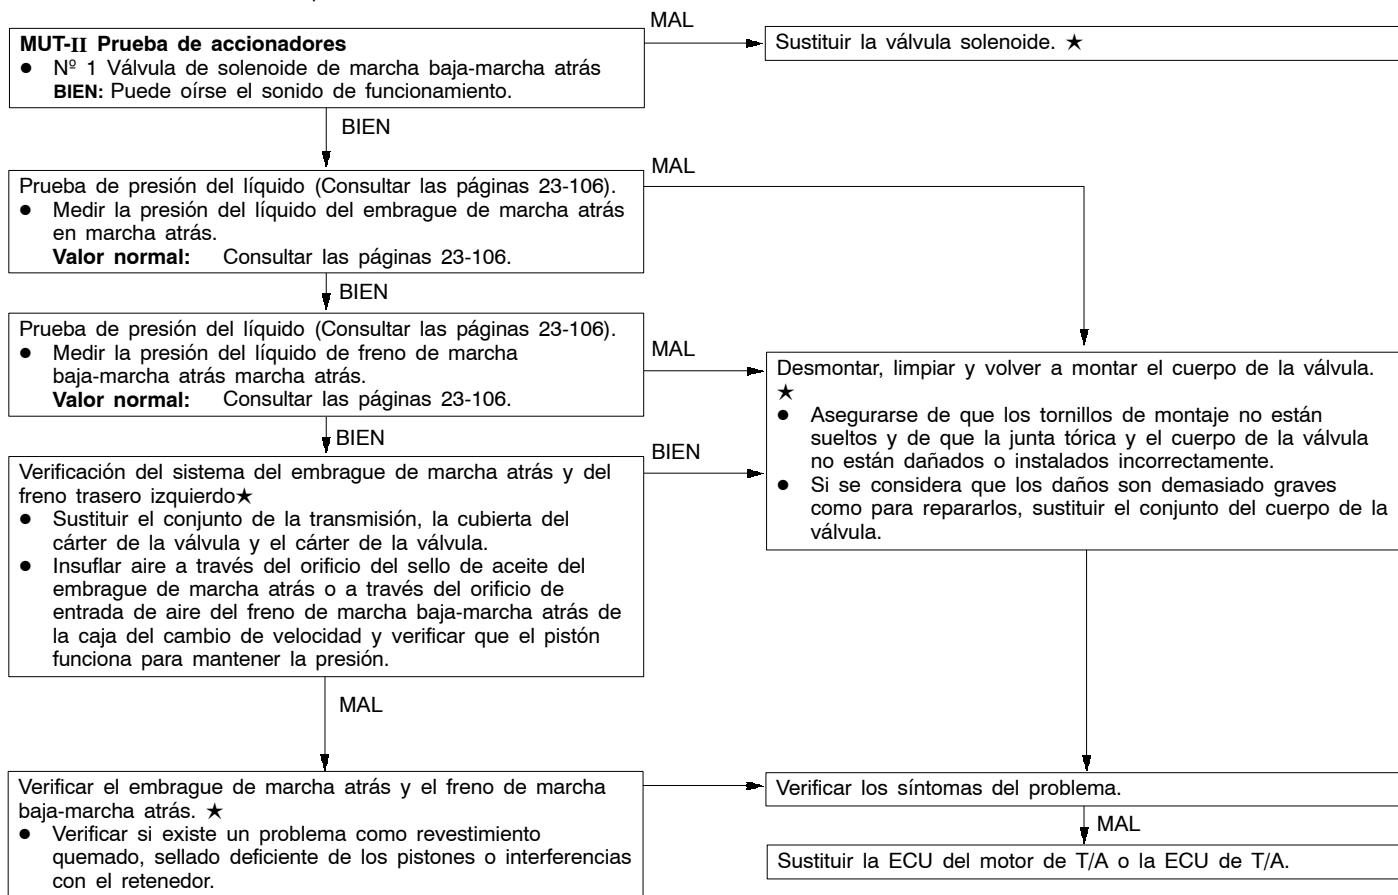 MAL
MUT-II Prueba de accionadores
● Nº 1 Válvula de solenoide de marcha baja-marcha atrás
BIEN: Puede oírse el sonido de funcionamiento.
Sustituir la válvula solenoide. ★
BIEN
MAL
Prueba de presión del líquido (Consultar las páginas 23-106).
● Medir la presión del líquido del embrague de marcha atrás
en marcha atrás.
Valor normal: Consultar las páginas 23-106.
BIEN
Prueba de presión del líquido (Consultar las páginas 23-106).
● Medir la presión del líquido de freno de marcha
baja-marcha atrás marcha atrás.
Valor normal: Consultar las páginas 23-106.
MAL
Desmontar, limpiar y volver a montar el cuerpo de la válvula.
★
● Asegurarse de que los tornillos de montaje no están
sueltos y de que la junta tórica y el cuerpo de la válvula
no están dañados o instalados incorrectamente.
● Si se considera que los daños son demasiado graves
como para repararlos, sustituir el conjunto del cuerpo de la
válvula.
BIEN
BIEN
Verificación del sistema del embrague de marcha atrás y del
freno trasero izquierdo★
● Sustituir el conjunto de la transmisión, la cubierta del
cárter de la válvula y el cárter de la válvula.
● Insuflar aire a través del orificio del sello de aceite del
embrague de marcha atrás o a través del orificio de
entrada de aire del freno de marcha baja-marcha atrás de
la caja del cambio de velocidad y verificar que el pistón
funciona para mantener la presión.
MAL
Verificar el embrague de marcha atrás y el freno de marcha
baja-marcha atrás. ★
● Verificar si existe un problema como revestimiento
quemado, sellado deficiente de los pistones o interferencias
con el retenedor.
Verificar los síntomas del problema.
MAL
Sustituir la ECU del motor de T/A o la ECU de T/A.